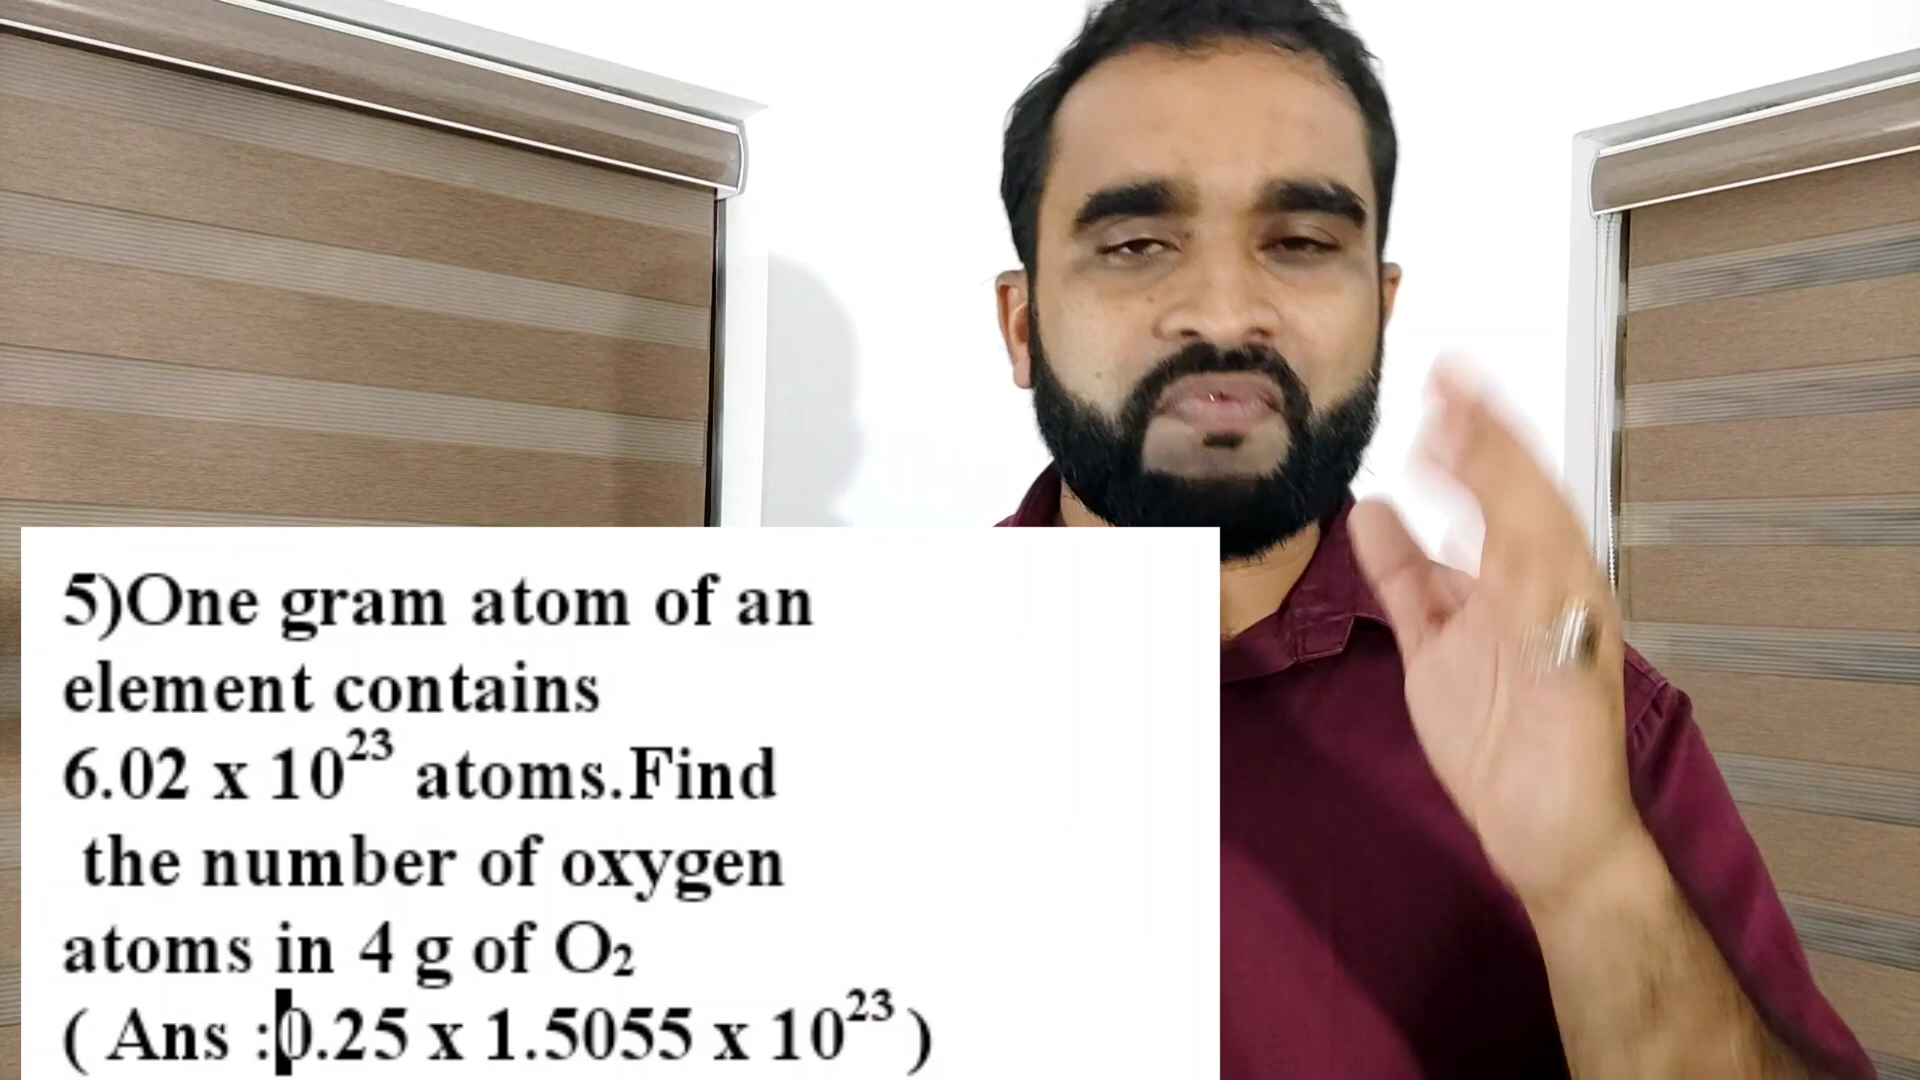 5)One gram atom of an
element contains
6.02 x 10²³ atoms.Find
the number of oxygen
atoms in 4 g of O₂
( Ans :0.25 x 1.5055 x 10²³ )